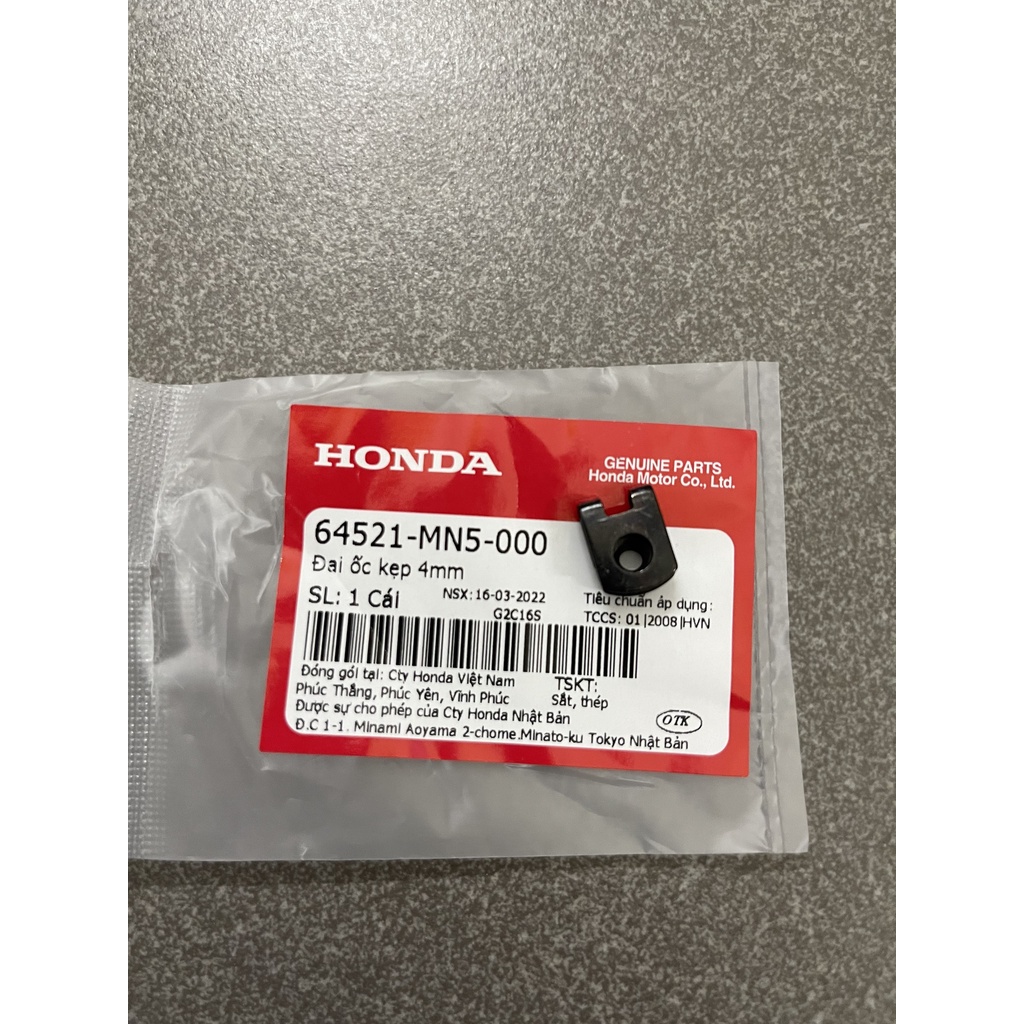 HONDA
GENUINE PARTS
Honda Motor Co., Ltd.
64521-MN5-000
Đai ốc kẹp 4mm
SL: 1 Cái
NSX: 16-03-2022
G2C16S
Tiêu chuẩn áp dụng:
TCCS: 01|2008|HVN
Đóng gói tại: Cty Honda Việt Nam
Phúc Thắng, Phúc Yên, Vĩnh Phúc
TSKT:
Sắt, thép
Được sự cho phép của Cty Honda Nhật Bản
Đ.C 1-1. Minami Aoyama 2-chome.Minato-ku Tokyo Nhật Bản
OTK